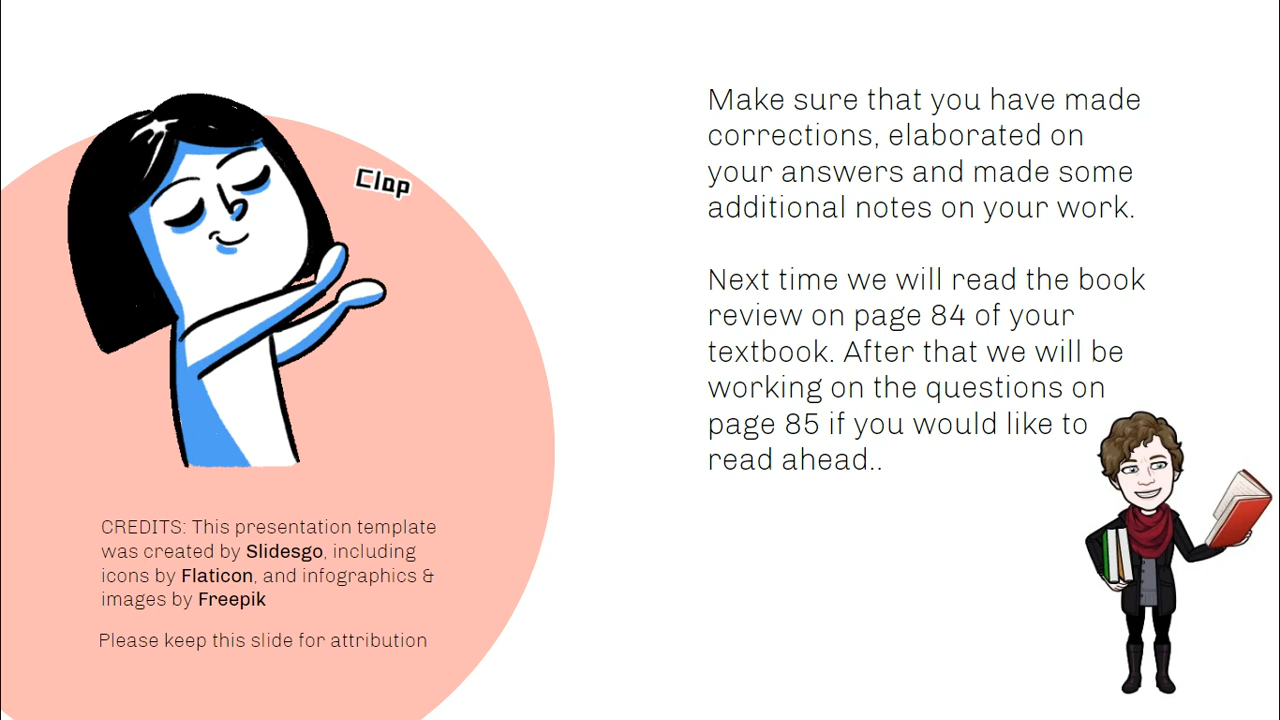 Clap
Make sure that you have made
corrections, elaborated on
your answers and made some
additional notes on your work.
Next time we will read the book
review on page 84 of your
textbook. After that we will be
working on the questions on
page 85 if you would like to
read ahead..
CREDITS: This presentation template
was created by Slidesgo, including
icons by Flaticon, and infographics &
images by Freepik
Please keep this slide for attribution